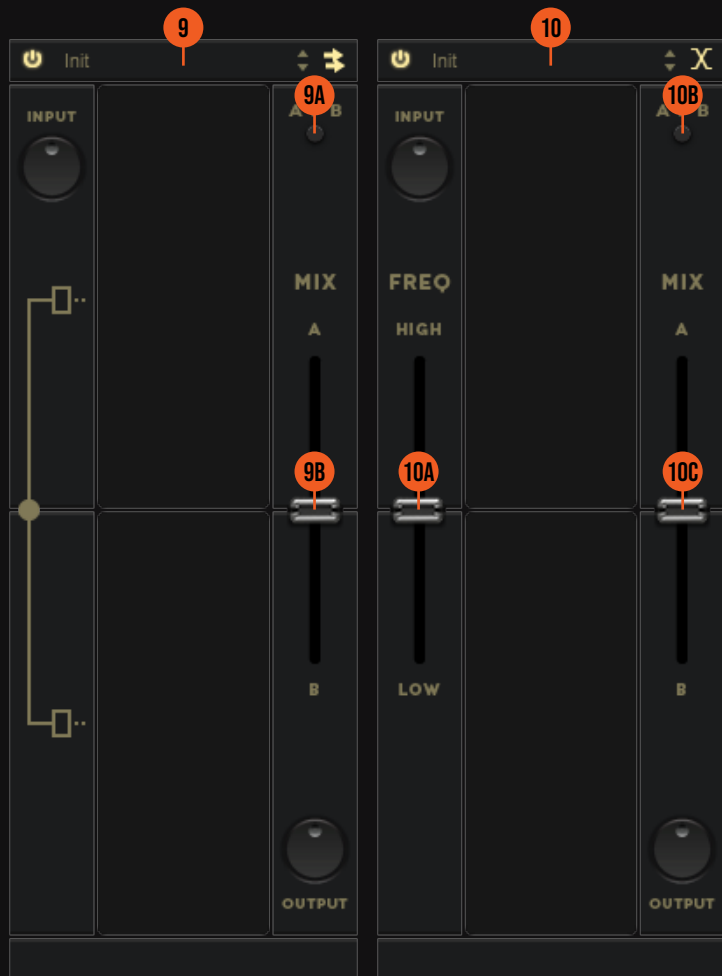 9
10
Init
Init
9A
10B
A B
A B
INPUT
INPUT
MIX
FREQ
MIX
A
HIGH
A
9B
10A
10C
B
LOW
B
OUTPUT
OUTPUT